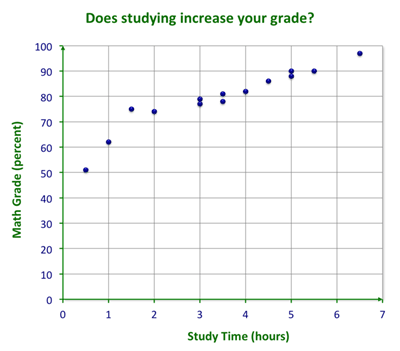 Does studying increase your grade?
Math Grade (percent)
100
90
80
70
60
50
40
30
20
10
0
0 1 2 3 4 5 6 7
Study Time (hours)